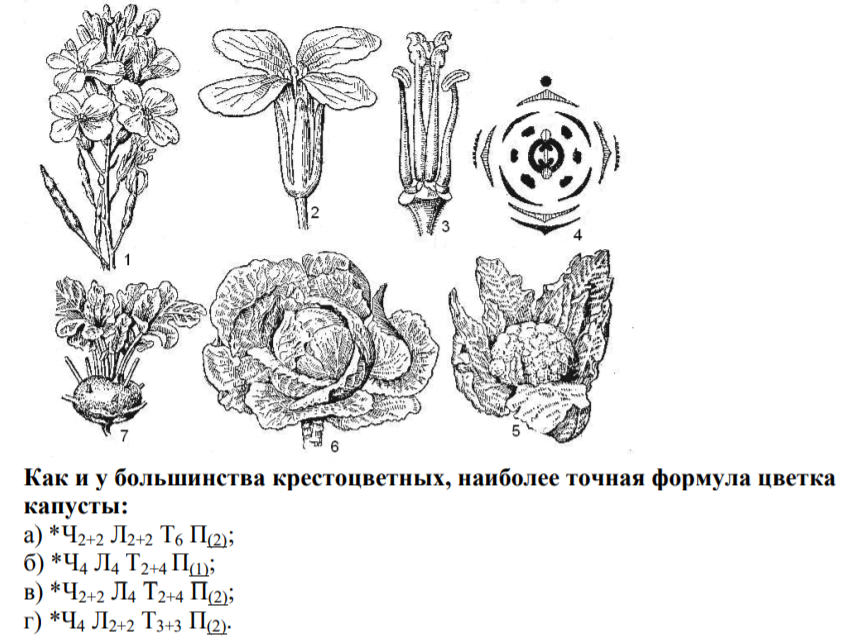 1
2
3
4
7
6
5
Как и у большинства крестоцветных, наиболее точная формула цветка
капусты:
а) *Ч2+2 Л2+2 Т6 П(2);
б) *Ч4 Л4 Т2+4 П(1);
в) *Ч2+2 Л4 Т2+4 П(2);
г) *Ч4 Л2+2 Т3+3 П(2).